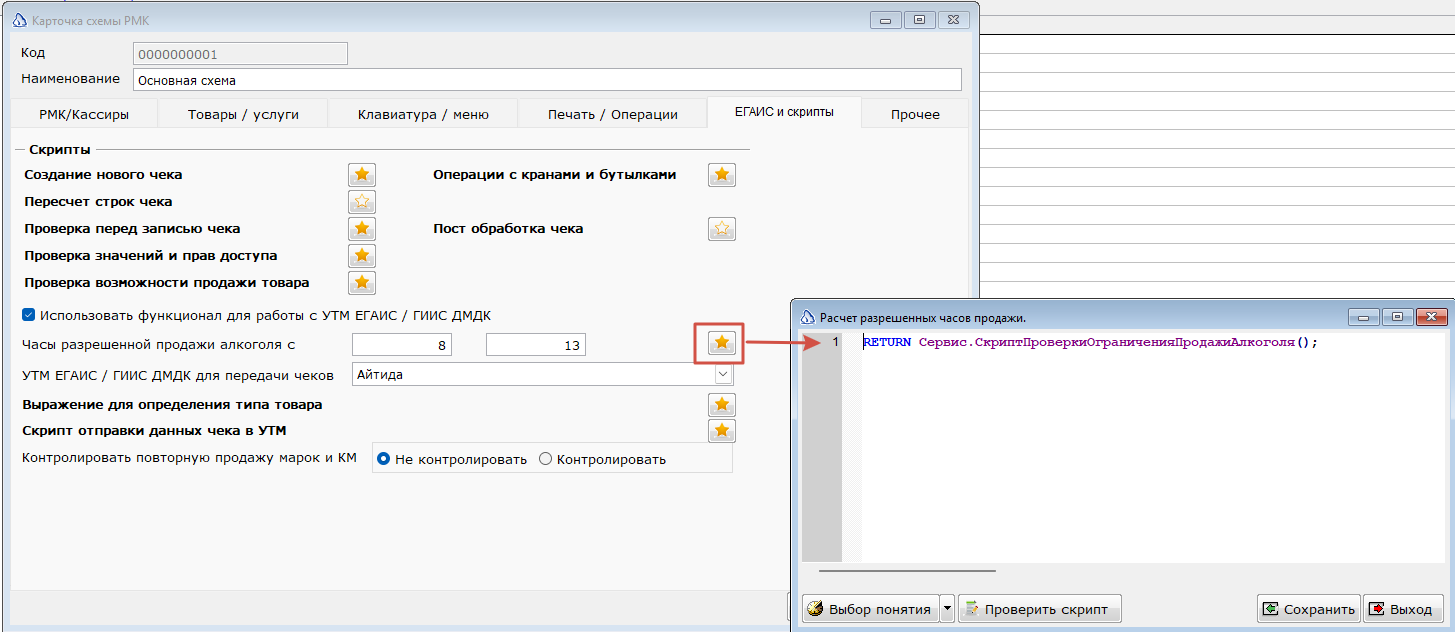 Карточка схемы РМК
Код 0000000001
Наименование Основная схема
РМК/Кассиры Товары / услуги Клавиатура / меню Печать / Операции ЕГАИС и скрипты Прочее
Скрипты
Создание нового чека Операции с кранами и бутылками
Пересчет строк чека
Проверка перед записью чека Пост обработка чека
Проверка значений и прав доступа
Проверка возможности продажи товара
Использовать функционал для работы с УТМ ЕГАИС / ГИИС ДМДК
Часы разрешенной продажи алкоголя с 8 13
УТМ ЕГАИС / ГИИС ДМДК для передачи чеков Айтида
Выражение для определения типа товара
Скрипт отправки данных чека в УТМ
Контролировать повторную продажу марок и КМ Не контролировать Контролировать
Расчет разрешенных часов продажи.
1 RETURN Сервис.СкриптПроверкиОграниченияПродажиАлкоголя();
Выбор понятия Проверить скрипт Сохранить Выход